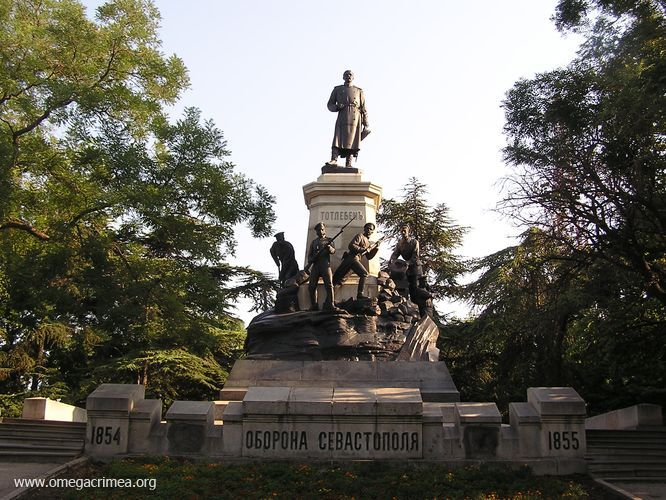 ТОТЛЕБЕНЪ
1854
ОБОРОНА СЕВАСТОПОЛЯ
1855
www.omegacrimea.org